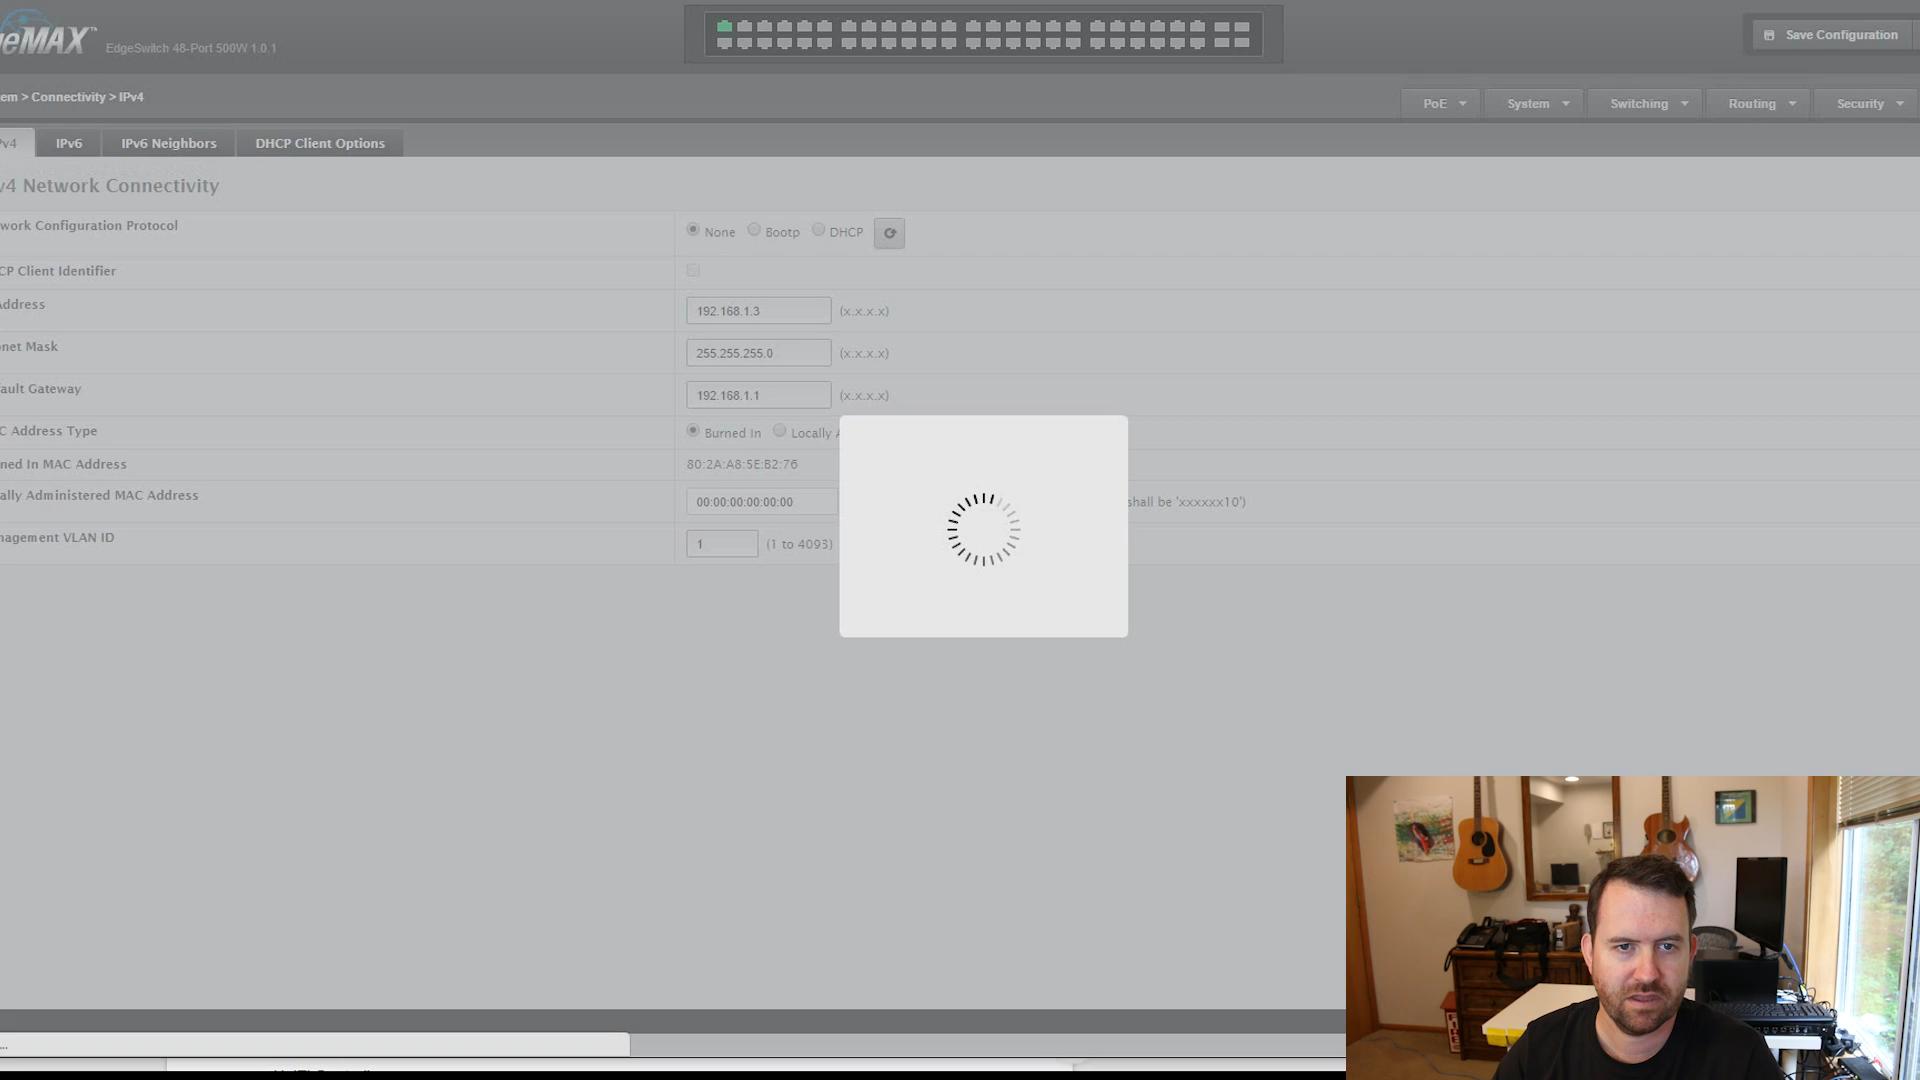 eMAX™ EdgeSwitch 48-Port 500W 1.0.1
Save Configuration
em > Connectivity > IPv4
PoE System Switching Routing Security
v4 IPv6 IPv6 Neighbors DHCP Client Options
v4 Network Connectivity
work Configuration Protocol None Bootp DHCP
CP Client Identifier
Address 192.168.1.3 (x.x.x.x)
net Mask 255.255.255.0 (x.x.x.x)
ault Gateway 192.168.1.1 (x.x.x.x)
C Address Type Burned In Locally A
ned In MAC Address 80:2A:A8:5E:B2:76
ally Administered MAC Address 00:00:00:00:00:00 shall be 'xxxxxx10')
nagement VLAN ID 1 (1 to 4093)
...